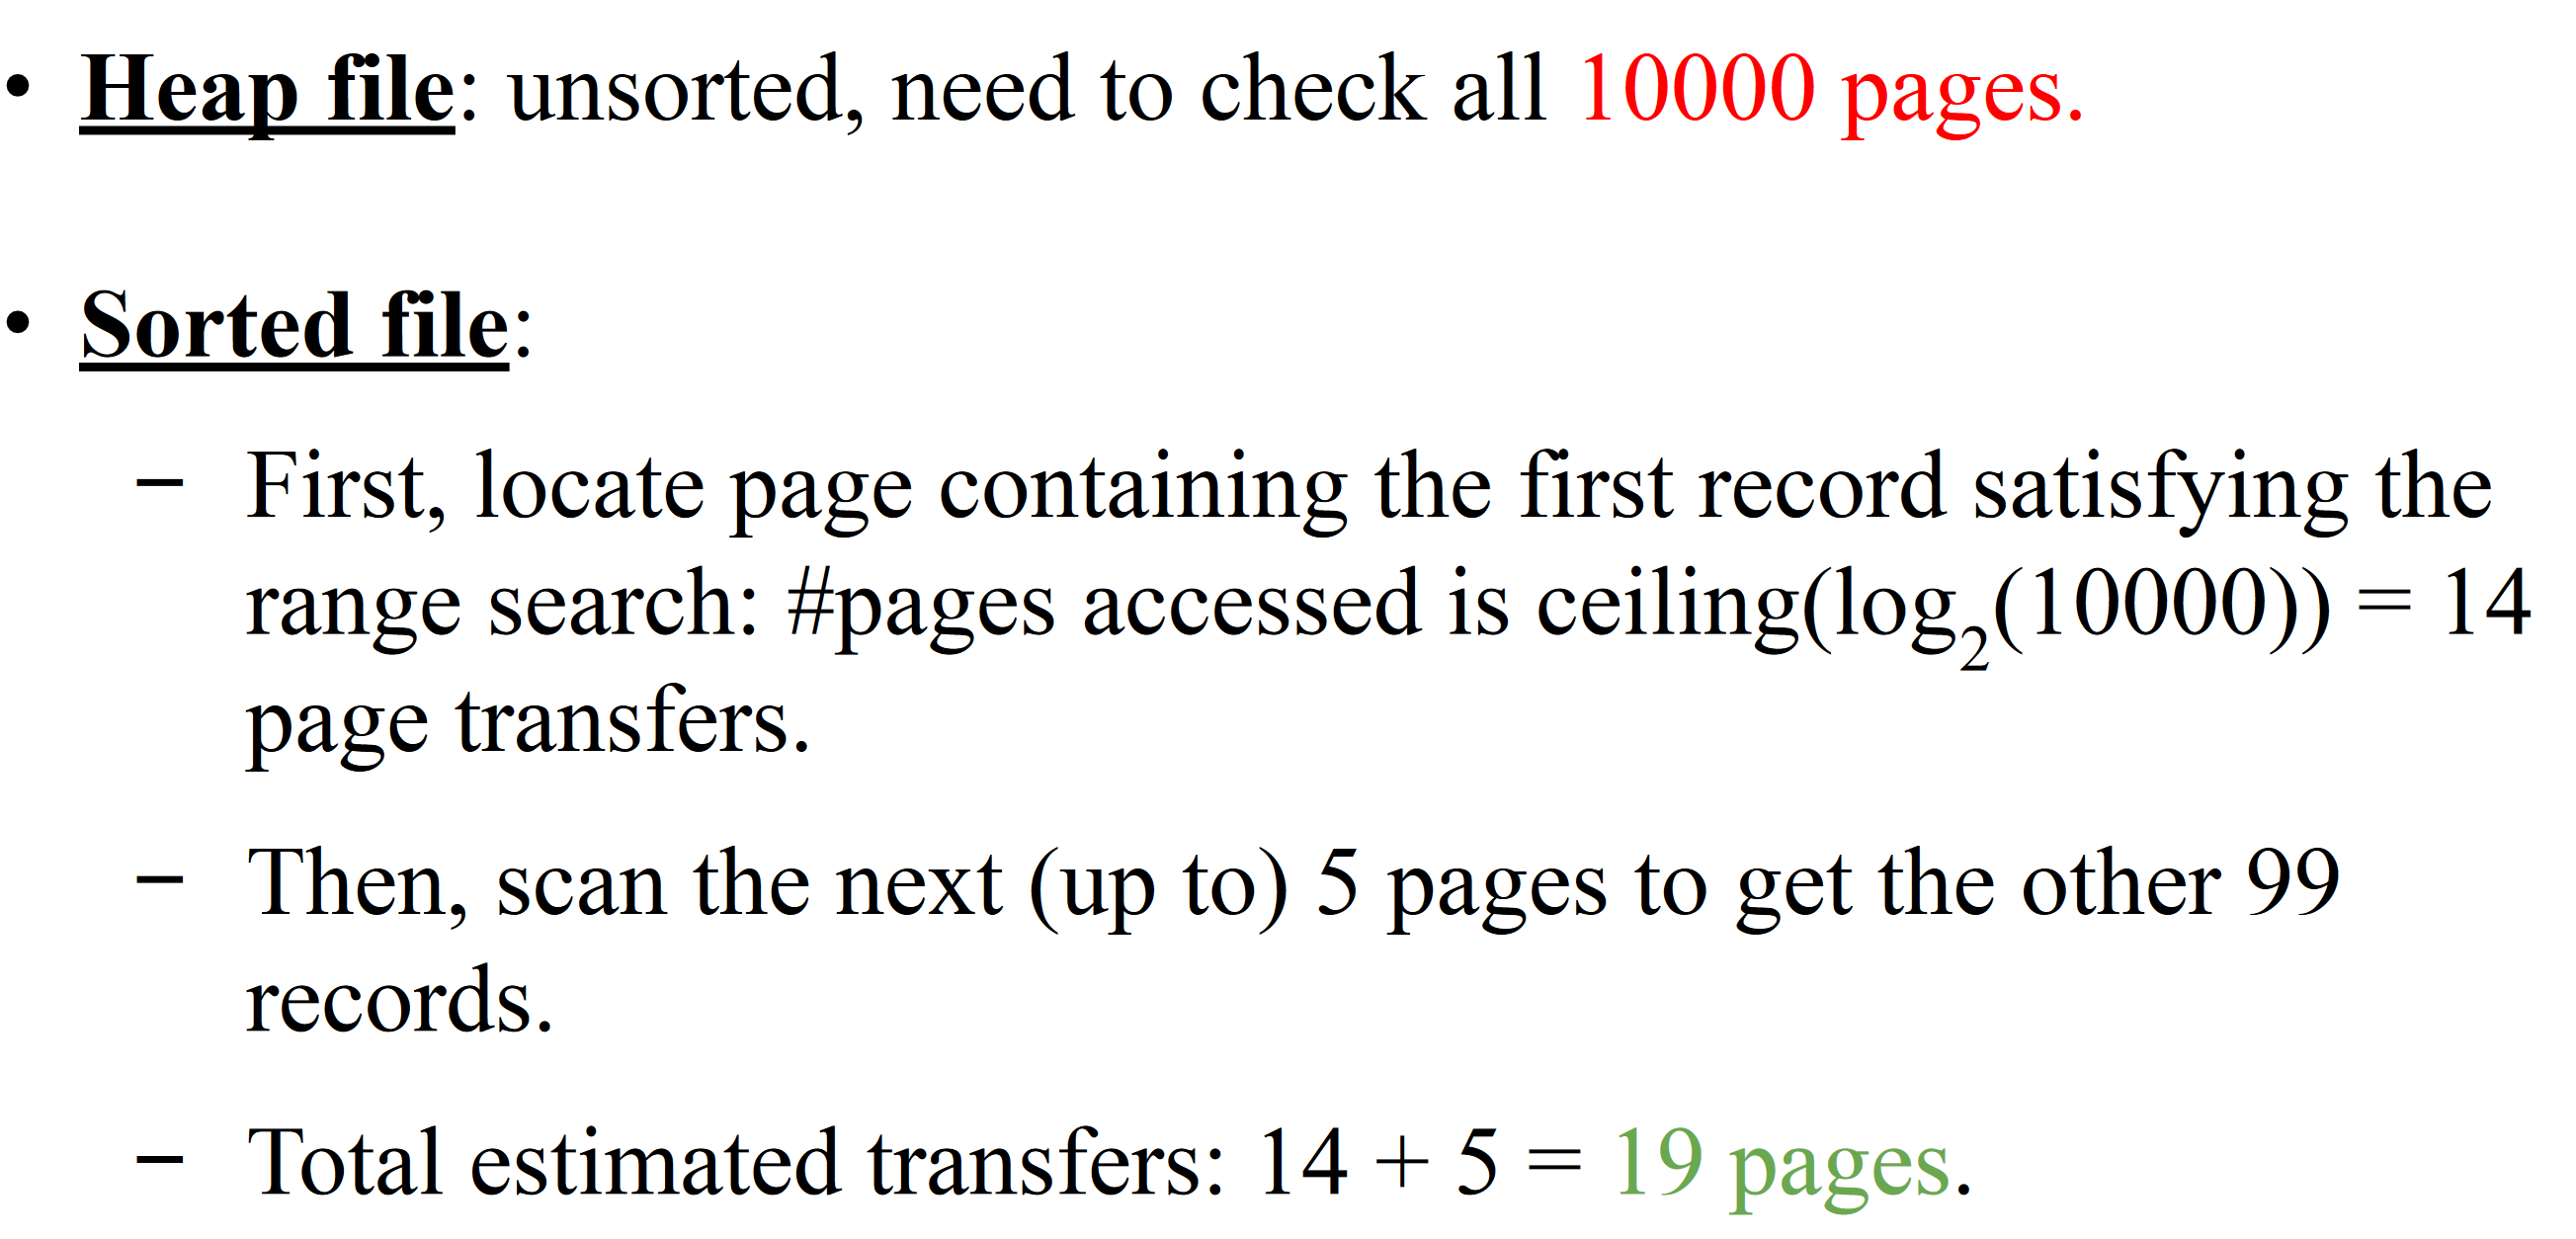 • Heap file: unsorted, need to check all 10000 pages.
• Sorted file:
– First, locate page containing the first record satisfying the
range search: #pages accessed is ceiling(log₂(10000)) = 14
page transfers.
– Then, scan the next (up to) 5 pages to get the other 99
records.
– Total estimated transfers: 14 + 5 = 19 pages.